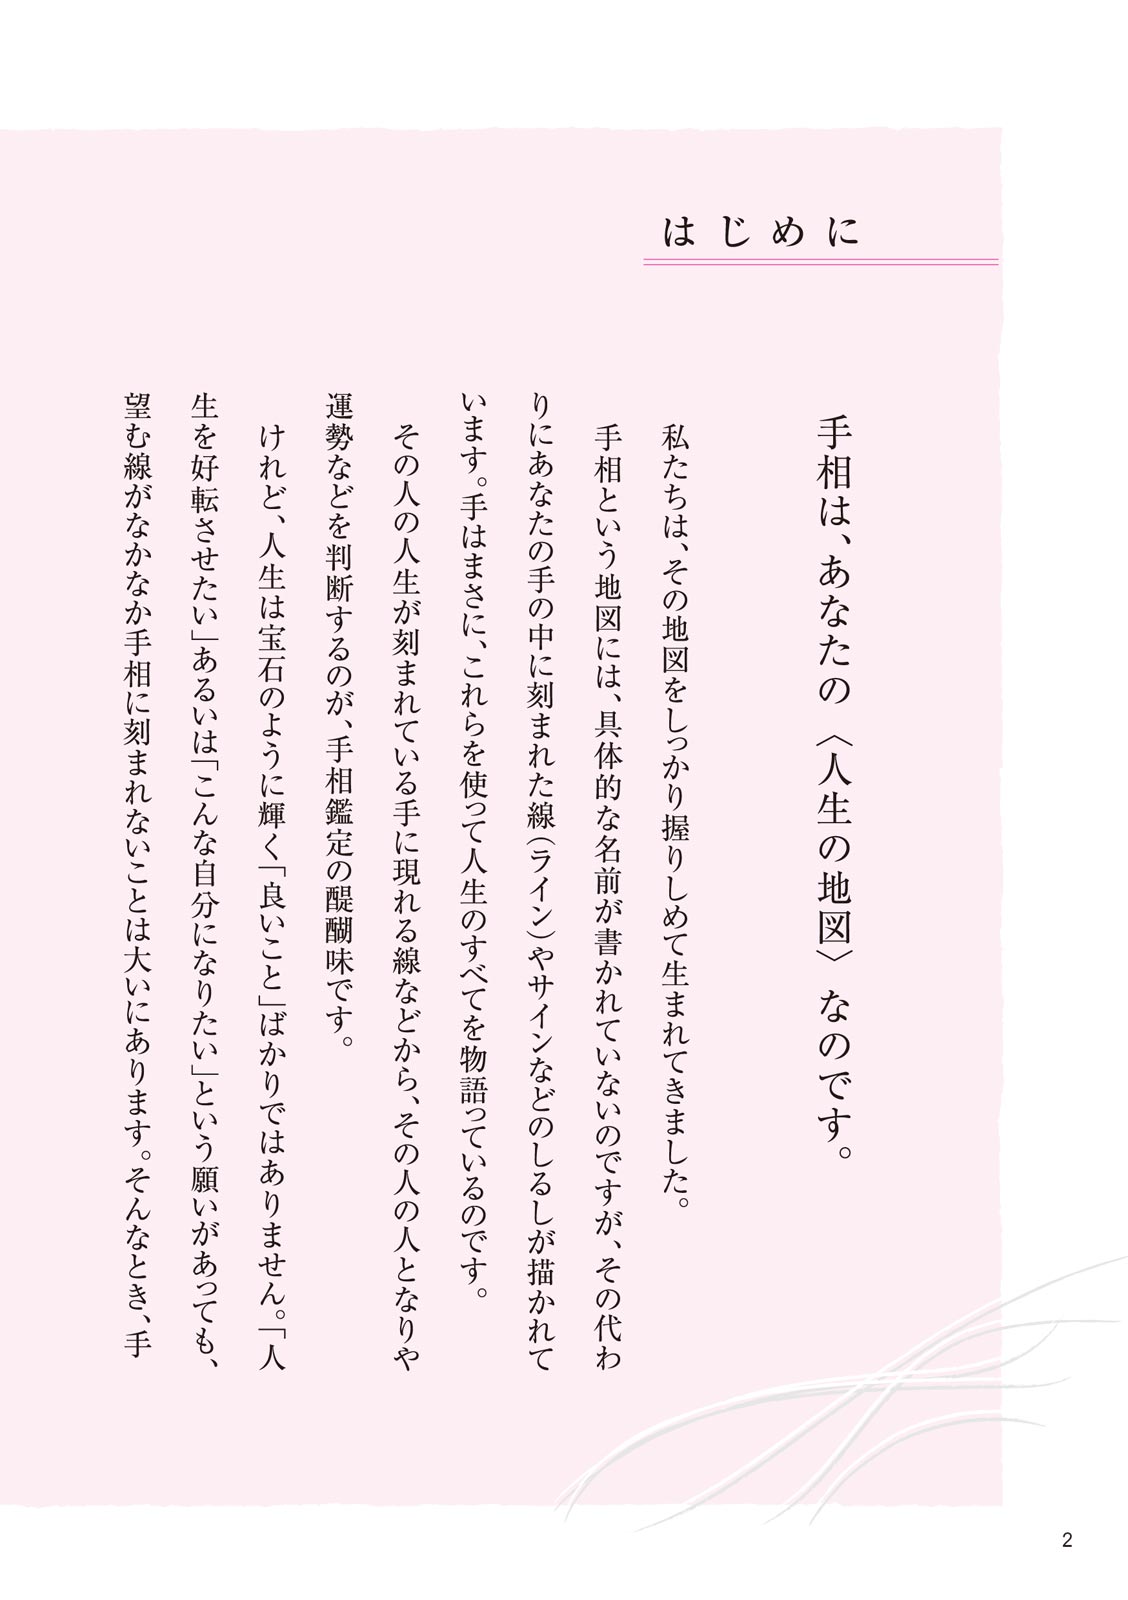 はじめに
手相は、あなたの〈人生の地図〉なのです。
私たちは、その地図をしっかり握りしめて生まれてきました。
手相という地図には、具体的な名前が書かれていないのですが、その代わ
りにあなたの手の中に刻まれた線（ライン）やサインなどのしるしが描かれて
います。手はまさに、これらを使って人生のすべてを物語っているのです。
その人の人生が刻まれている手に現れる線などから、その人の人となりや
運勢などを判断するのが、手相鑑定の醍醐味です。
けれど、人生は宝石のように輝く「良いこと」ばかりではありません。「人
生を好転させたい」あるいは「こんな自分になりたい」という願いがあっても、
望む線がなかなか手相に刻まれないことは大いにあります。そんなとき、手
2